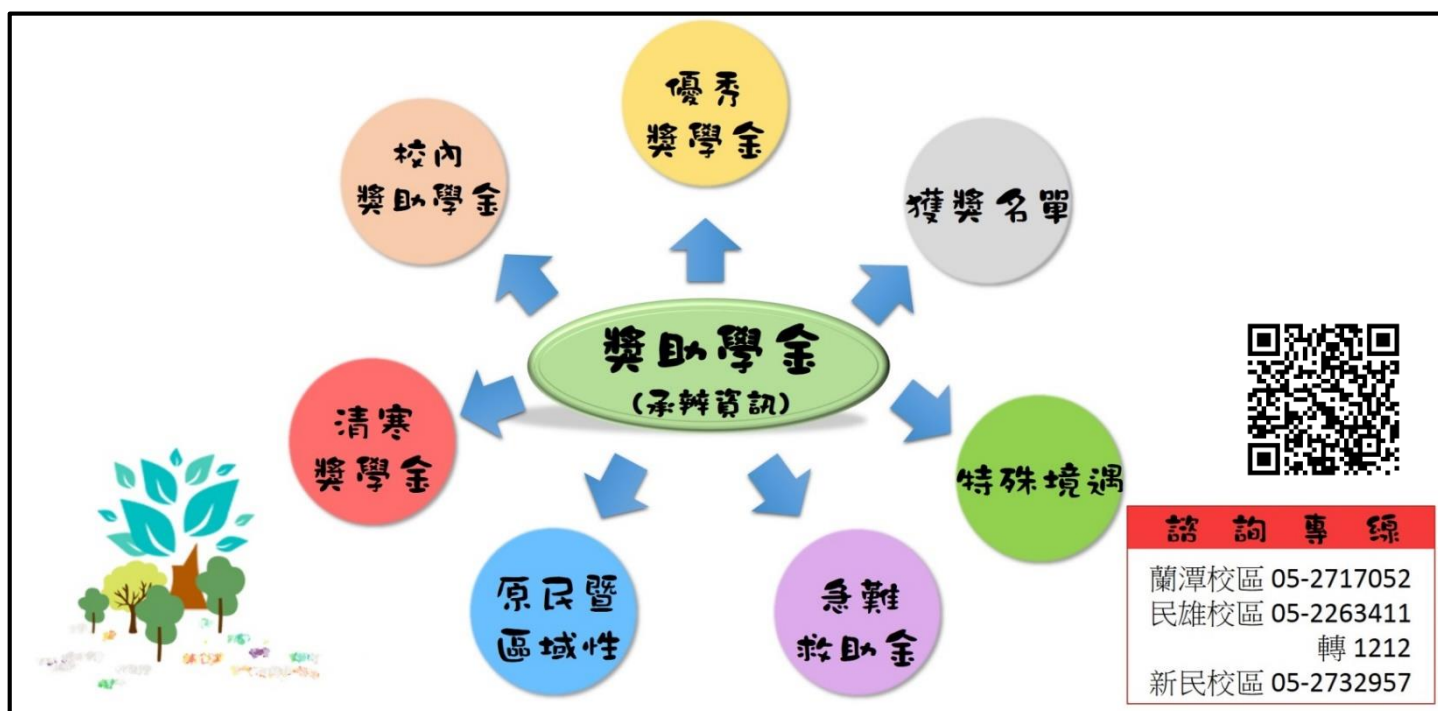 優秀
獎學金
校內
獎助學金
獲獎名單
獎助學金
(承辦資訊)
清寒
獎學金
特殊境遇
原民暨
區域性
急難
救助金
諮詢專線
蘭潭校區 05-2717052
民雄校區 05-2263411
轉 1212
新民校區 05-2732957